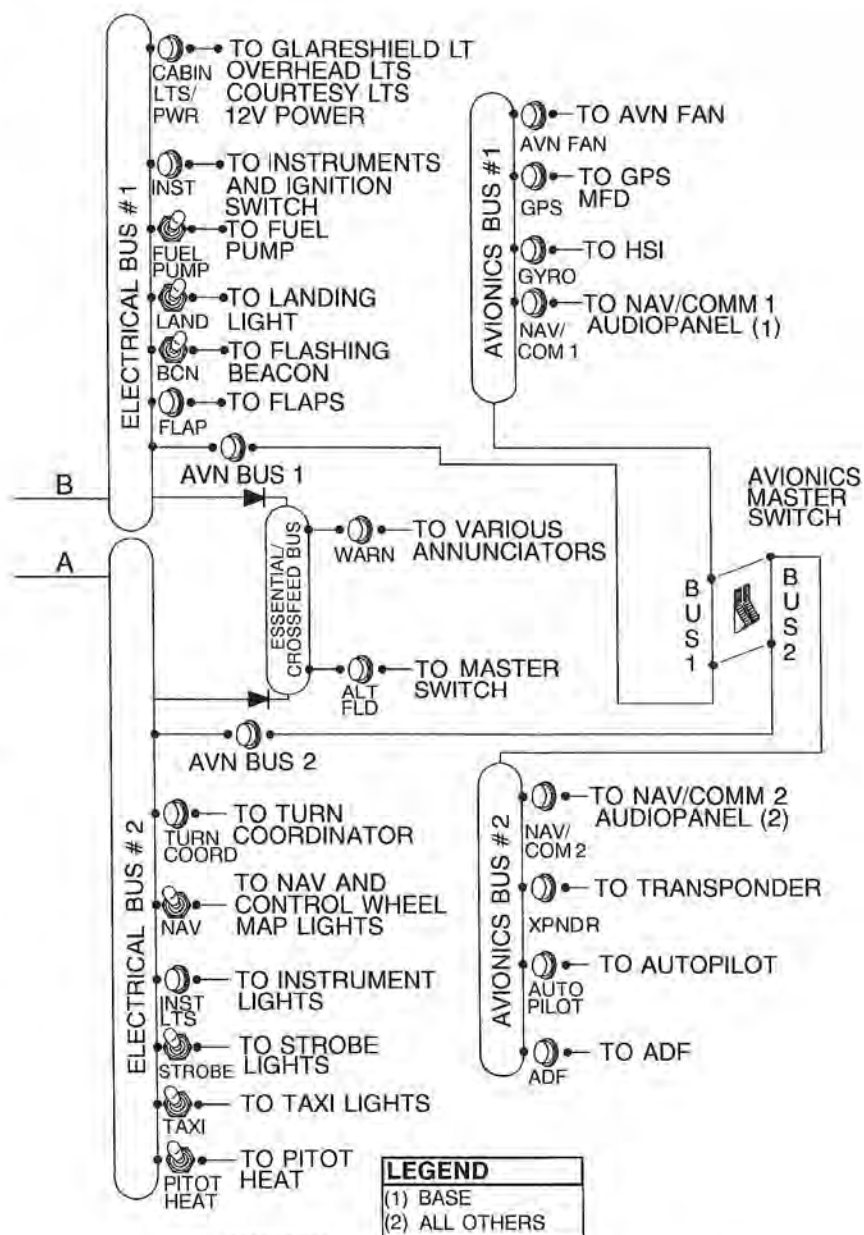 ELECTRICAL BUS #1
CABIN
LTS/
PWR
TO GLARESHIELD LT
OVERHEAD LTS
COURTESY LTS
12V POWER
INST
TO INSTRUMENTS
AND IGNITION
SWITCH
FUEL
PUMP
TO FUEL
PUMP
LAND
TO LANDING
LIGHT
BCN
TO FLASHING
BEACON
FLAP
TO FLAPS
AVN BUS 1
B
AVIONICS BUS #1
AVN FAN
TO AVN FAN
GPS
TO GPS
MFD
GYRO
TO HSI
NAV/
COM 1
TO NAV/COMM 1
AUDIOPANEL (1)
ESSENTIAL/
CROSSFEED BUS
WARN
TO VARIOUS
ANNUNCIATORS
ALT
FLD
TO MASTER
SWITCH
AVIONICS
MASTER
SWITCH
BUS 1
BUS 2
A
ELECTRICAL BUS #2
AVN BUS 2
TURN
COORD
TO TURN
COORDINATOR
NAV
TO NAV AND
CONTROL WHEEL
MAP LIGHTS
INST
LTS
TO INSTRUMENT
LIGHTS
STROBE
TO STROBE
LIGHTS
TAXI
TO TAXI LIGHTS
PITOT
HEAT
TO PITOT
HEAT
AVIONICS BUS #2
NAV/
COM 2
TO NAV/COMM 2
AUDIOPANEL (2)
XPNDR
TO TRANSPONDER
AUTO
PILOT
TO AUTOPILOT
ADF
TO ADF
LEGEND
(1) BASE
(2) ALL OTHERS